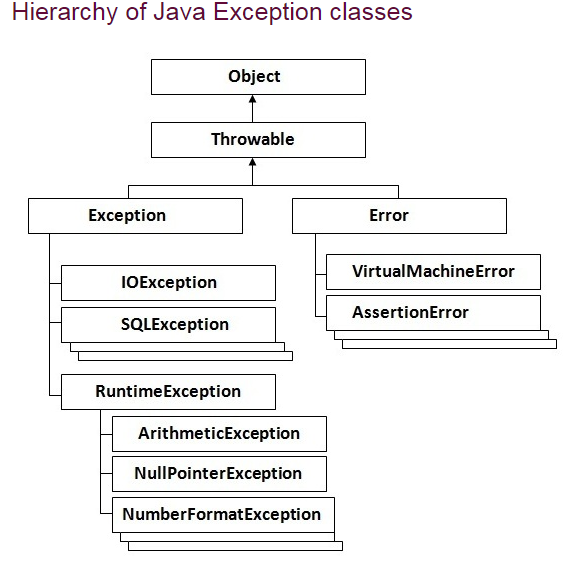 Hierarchy of Java Exception classes
Object
Throwable
Exception
Error
IOException
SQLException
RuntimeException
ArithmeticException
NullPointerException
NumberFormatException
VirtualMachineError
AssertionError